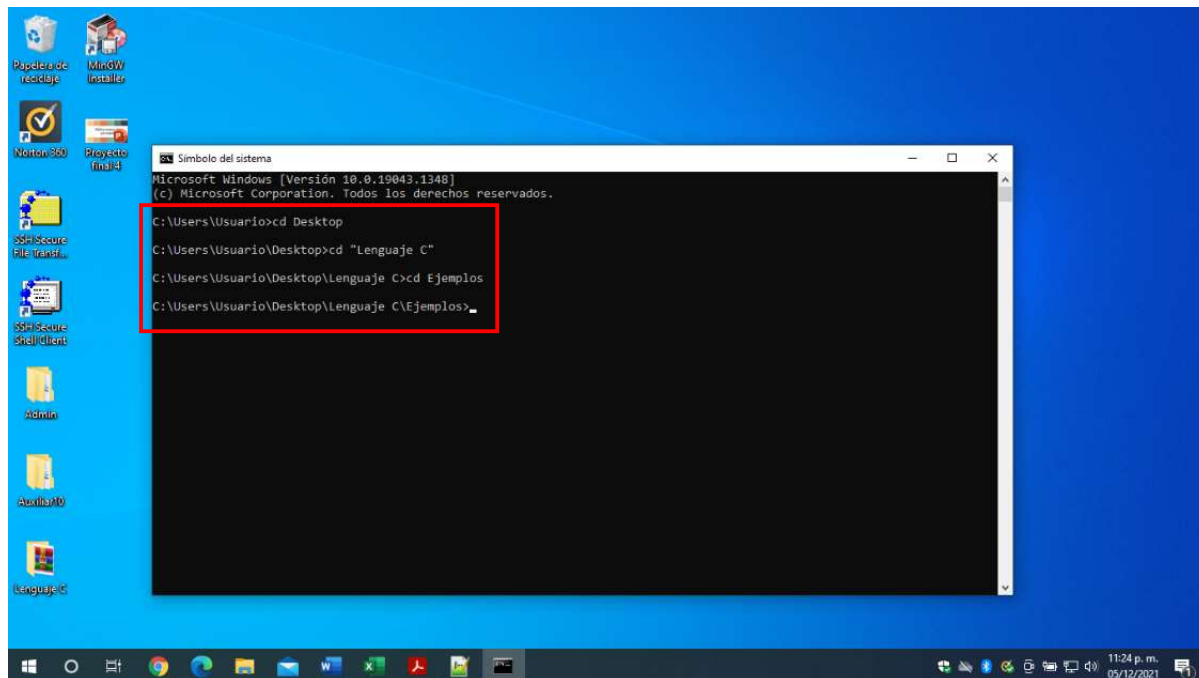 Papelera de
reciclaje
MinGW
Installer
Norton 360
Proyecto
final4
SSH Secure
File Transf...
SSH Secure
Shell Client
Admin
Auxiliar10
Lenguaje C
Símbolo del sistema
Microsoft Windows [Versión 10.0.19043.1348]
(c) Microsoft Corporation. Todos los derechos reservados.
C:\Users\Usuario>cd Desktop
C:\Users\Usuario\Desktop>cd "Lenguaje C"
C:\Users\Usuario\Desktop\Lenguaje C>cd Ejemplos
C:\Users\Usuario\Desktop\Lenguaje C\Ejemplos>
11:24 p. m.
05/12/2021